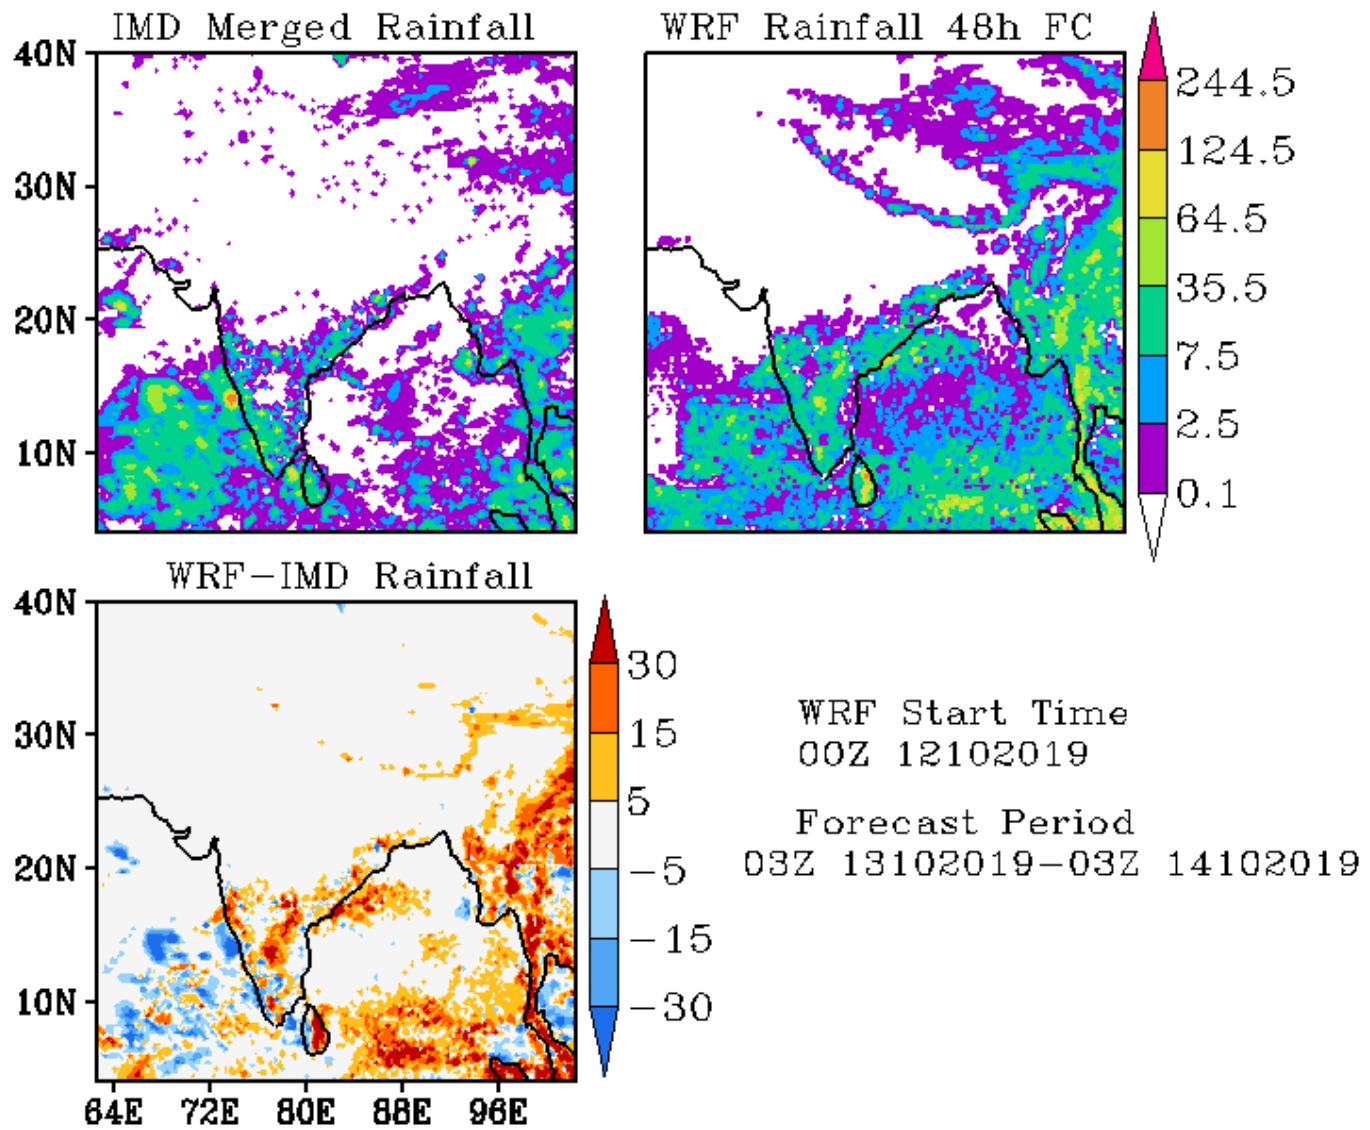 IMD Merged Rainfall
WRF Rainfall 48h FC
40N
30N
20N
10N
244.5
124.5
64.5
35.5
7.5
2.5
0.1
WRF-IMD Rainfall
40N
30N
20N
10N
64E 72E 80E 88E 96E
30
15
5
-5
-15
-30
WRF Start Time
00Z 12102019
Forecast Period
03Z 13102019-03Z 14102019